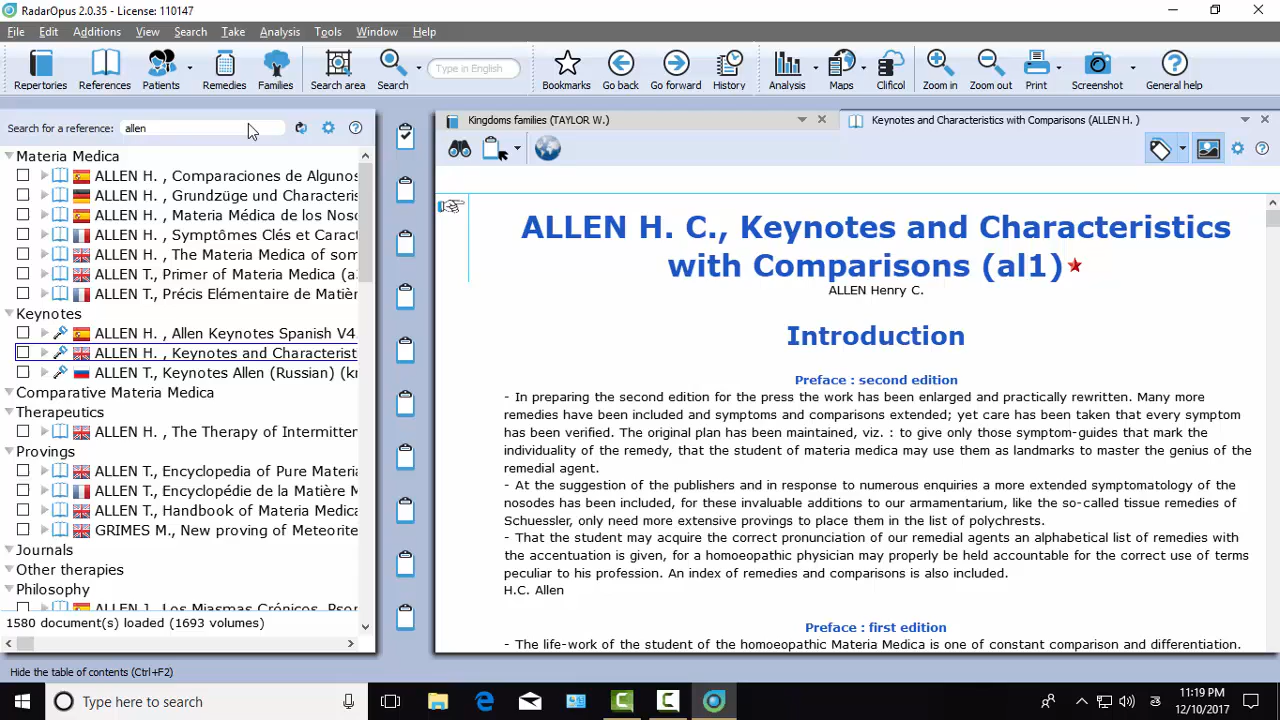 RadarOpus 2.0.35 - License: 110147
File Edit Additions View Search Take Analysis Tools Window Help
Repertories References Patients Remedies Families Search area Search Type in English Bookmarks Go back Go forward History Analysis Maps Clificol Zoom in Zoom out Print Screenshot General help
Search for a reference: allen
Materia Medica
ALLEN H. , Comparaciones de Algunos
ALLEN H. , Grundzüge und Characteris
ALLEN H. , Materia Médica de los Noso
ALLEN H. , Symptômes Clés et Caract
ALLEN H. , The Materia Medica of som
ALLEN T., Primer of Materia Medica (a
ALLEN T., Précis Elémentaire de Matièr
Keynotes
ALLEN H. , Allen Keynotes Spanish V4
ALLEN H. , Keynotes and Characterist
ALLEN T., Keynotes Allen (Russian) (kr
Comparative Materia Medica
Therapeutics
ALLEN H. , The Therapy of Intermitter
Provings
ALLEN T., Encyclopedia of Pure Materia
ALLEN T., Encyclopédie de la Matière M
ALLEN T., Handbook of Materia Medica
GRIMES M., New proving of Meteorite
Journals
Other therapies
Philosophy
ALLEN J., Los Miasmas Crónicos, Psor
1580 document(s) loaded (1693 volumes)
Hide the table of contents (Ctrl+F2)
Kingdoms families (TAYLOR W.)
Keynotes and Characteristics with Comparisons (ALLEN H. )
ALLEN H. C., Keynotes and Characteristics
with Comparisons (al1)
ALLEN Henry C.
Introduction
Preface : second edition
- In preparing the second edition for the press the work has been enlarged and practically rewritten. Many more
remedies have been included and symptoms and comparisons extended; yet care has been taken that every symptom
has been verified. The original plan has been maintained, viz. : to give only those symptom-guides that mark the
individuality of the remedy, that the student of materia medica may use them as landmarks to master the genius of the
remedial agent.
- At the suggestion of the publishers and in response to numerous enquiries a more extended symptomatology of the
nosodes has been included, for these invaluable additions to our armamentarium, like the so-called tissue remedies of
Schuessler, only need more extensive provings to place them in the list of polychrests.
- That the student may acquire the correct pronunciation of our remedial agents an alphabetical list of remedies with
the accentuation is given, for a homoeopathic physician may properly be held accountable for the correct use of terms
peculiar to his profession. An index of remedies and comparisons is also included.
H.C. Allen
Preface : first edition
- The life-work of the student of the homoeopathic Materia Medica is one of constant comparison and differentiation.
Type here to search
11:19 PM
12/10/2017